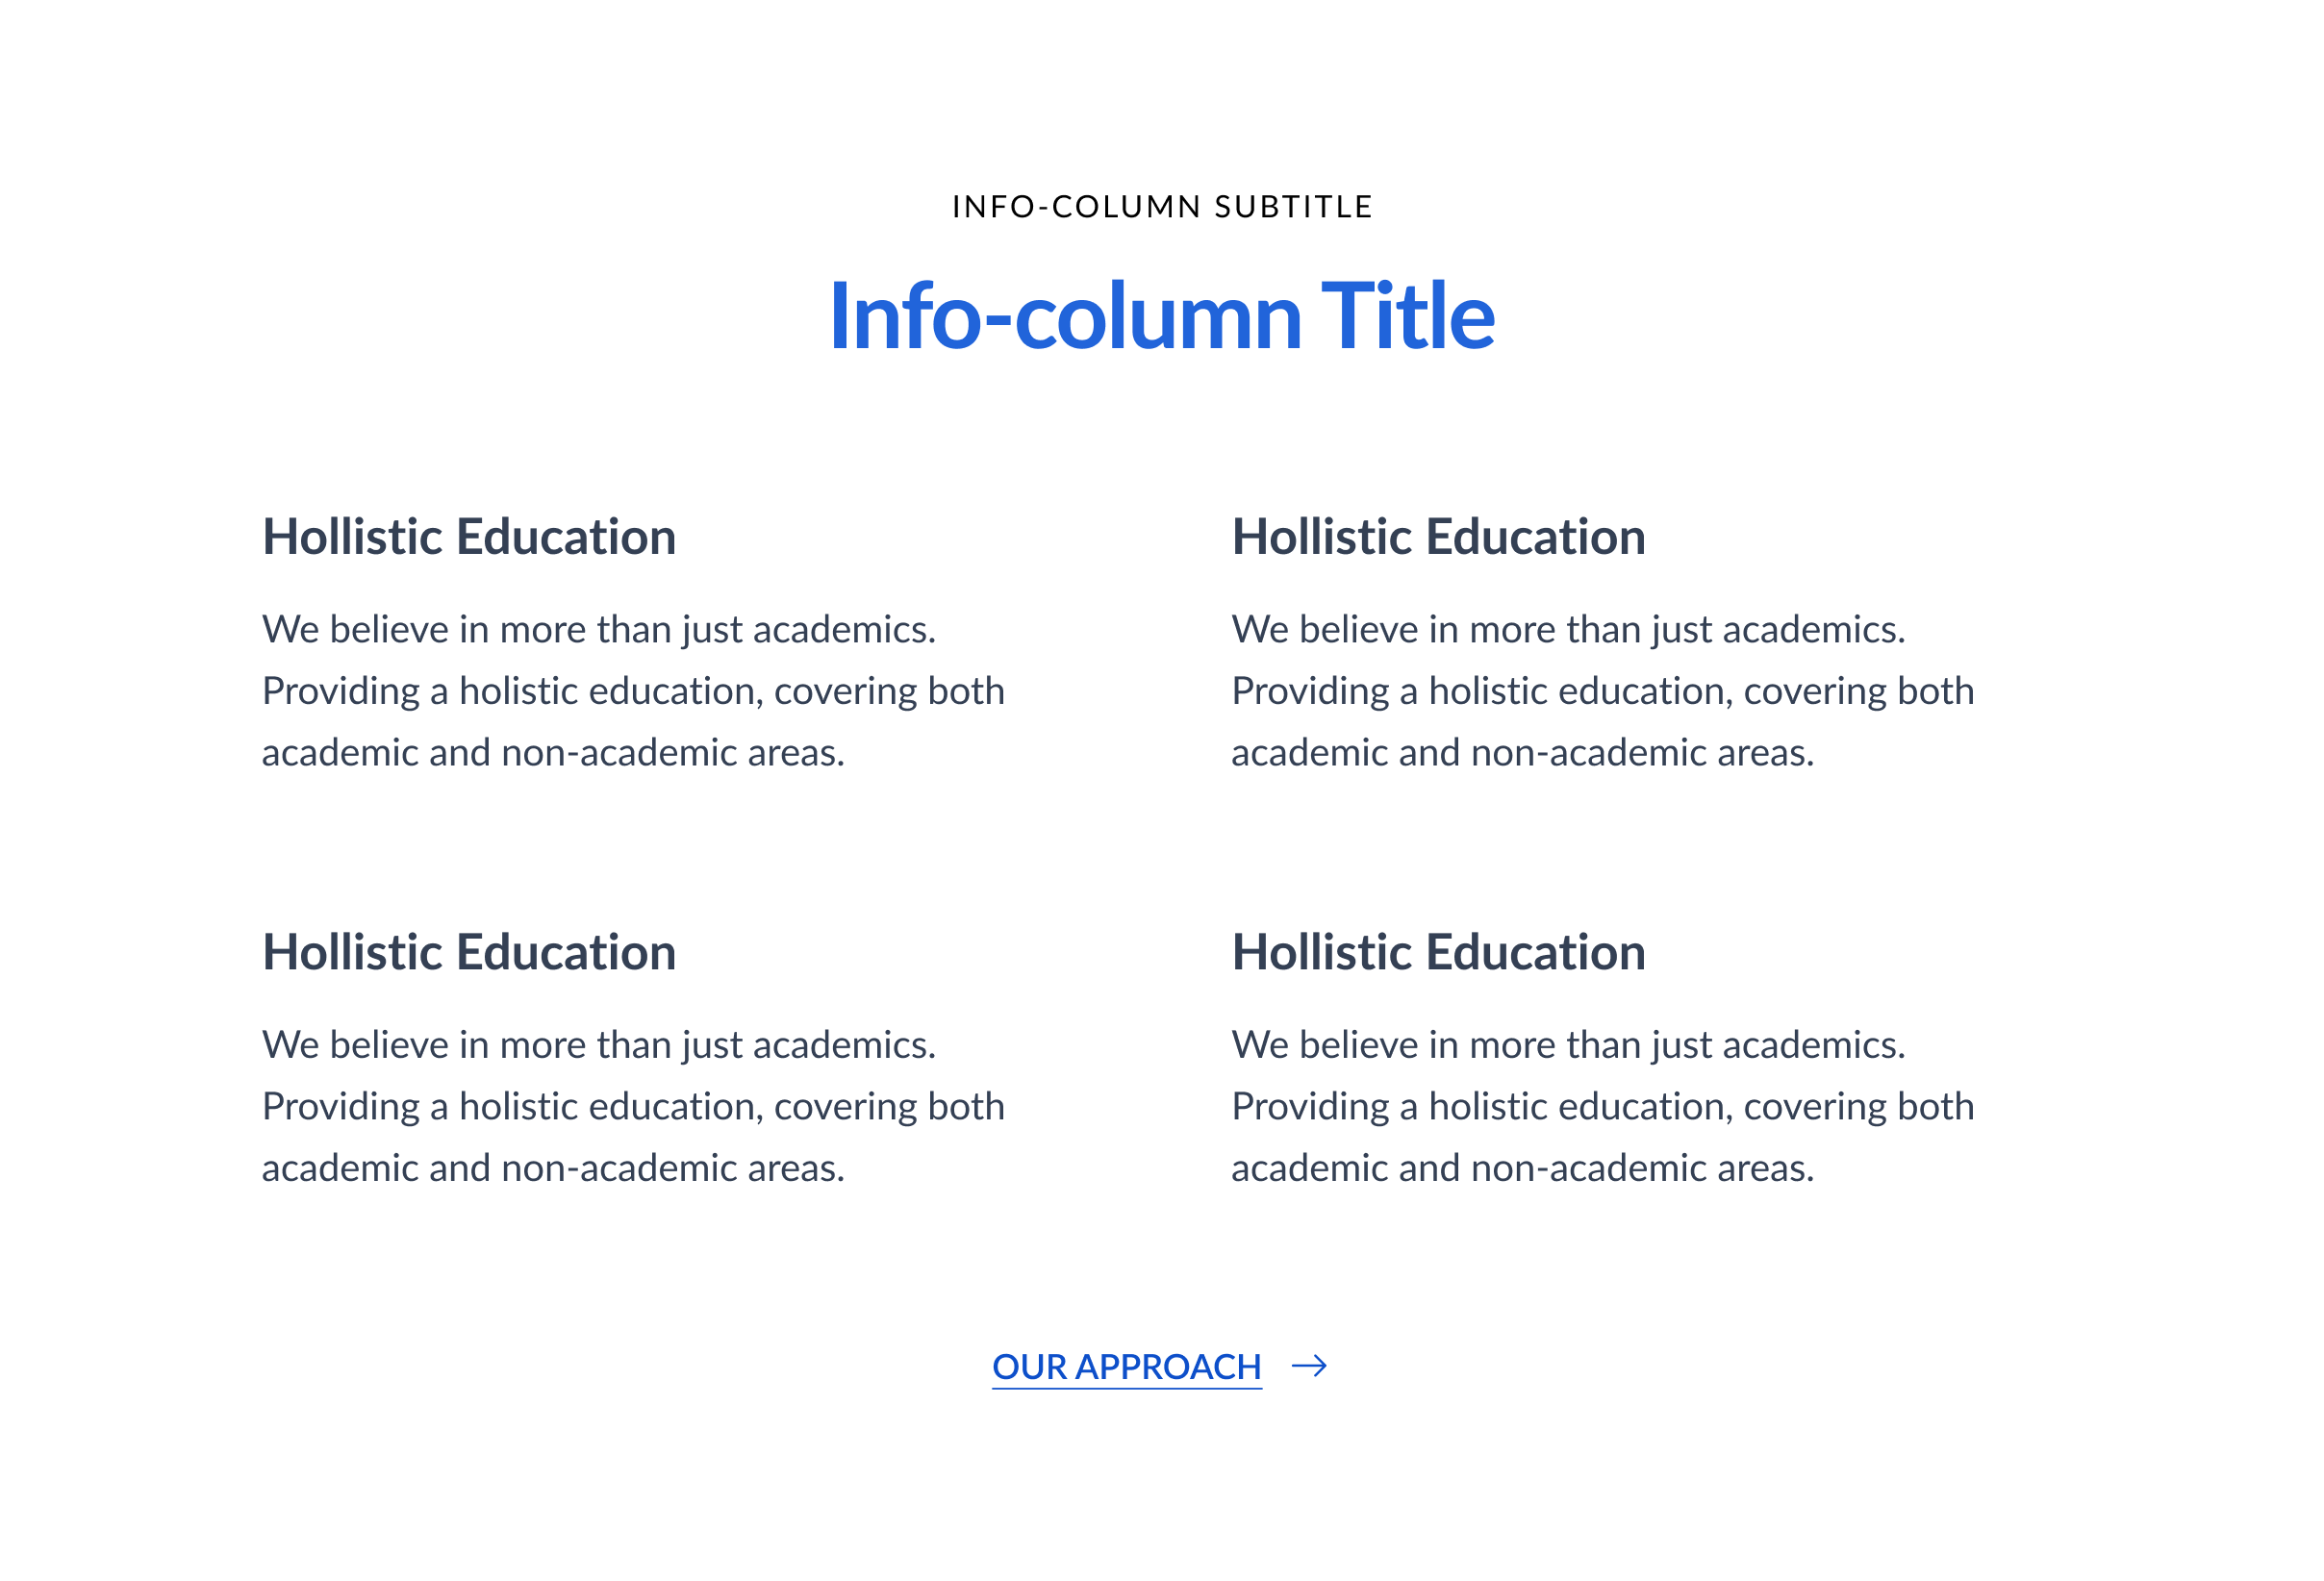 INFO-COLUMN SUBTITLE
Info-column Title
Hollistic Education
We believe in more than just academics.
Providing a holistic education, covering both
academic and non-academic areas.
Hollistic Education
We believe in more than just academics.
Providing a holistic education, covering both
academic and non-academic areas.
Hollistic Education
We believe in more than just academics.
Providing a holistic education, covering both
academic and non-academic areas.
Hollistic Education
We believe in more than just academics.
Providing a holistic education, covering both
academic and non-academic areas.
OUR APPROACH